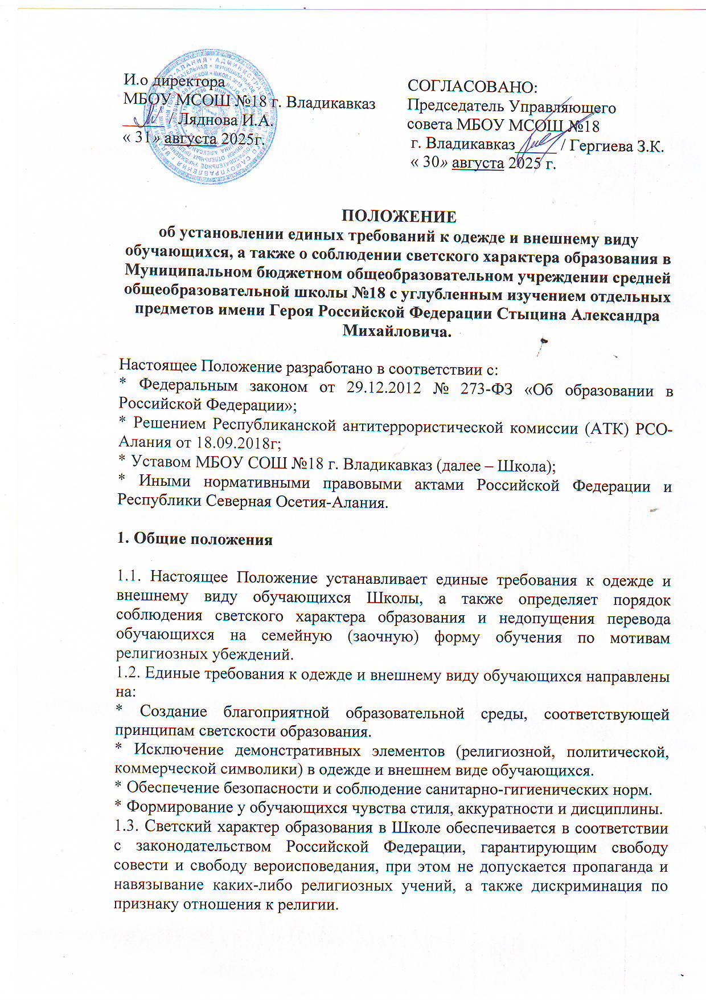 И.о директора
МБОУ МСОШ №18 г. Владикавказ
_____ / Ляднова И.А.
« 31» августа 2025г.
СОГЛАСОВАНО:
Председатель Управляющего
совета МБОУ МСОШ №18
г. Владикавказ_____ / Гергиева З.К.
« 30» августа 2025 г.
ПОЛОЖЕНИЕ
об установлении единых требований к одежде и внешнему виду
обучающихся, а также о соблюдении светского характера образования в
Муниципальном бюджетном общеобразовательном учреждении средней
общеобразовательной школы №18 с углубленным изучением отдельных
предметов имени Героя Российской Федерации Стыцина Александра
Михайловича.
Настоящее Положение разработано в соответствии с:
* Федеральным законом от 29.12.2012 № 273-ФЗ «Об образовании в
Российской Федерации»;
* Решением Республиканской антитеррористической комиссии (АТК) РСО-
Алания от 18.09.2018г;
* Уставом МБОУ СОШ №18 г. Владикавказ (далее – Школа);
* Иными нормативными правовыми актами Российской Федерации и
Республики Северная Осетия-Алания.
1. Общие положения
1.1. Настоящее Положение устанавливает единые требования к одежде и
внешнему виду обучающихся Школы, а также определяет порядок
соблюдения светского характера образования и недопущения перевода
обучающихся на семейную (заочную) форму обучения по мотивам
религиозных убеждений.
1.2. Единые требования к одежде и внешнему виду обучающихся направлены
на:
* Создание благоприятной образовательной среды, соответствующей
принципам светскости образования.
* Исключение демонстративных элементов (религиозной, политической,
коммерческой символики) в одежде и внешнем виде обучающихся.
* Обеспечение безопасности и соблюдение санитарно-гигиенических норм.
* Формирование у обучающихся чувства стиля, аккуратности и дисциплины.
1.3. Светский характер образования в Школе обеспечивается в соответствии
с законодательством Российской Федерации, гарантирующим свободу
совести и свободу вероисповедания, при этом не допускается пропаганда и
навязывание каких-либо религиозных учений, а также дискриминация по
признаку отношения к религии.